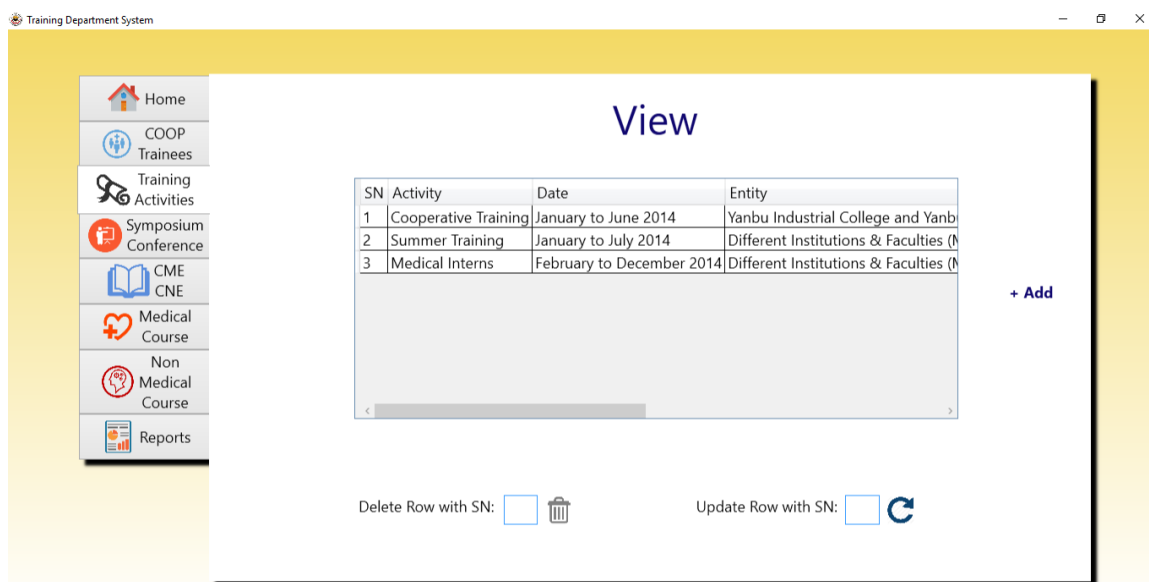 Training Department System
Home
COOP
Trainees
Training
Activities
Symposium
Conference
CME
CNE
Medical
Course
Non
Medical
Course
Reports
View
SN Activity Date Entity
1 Cooperative Training January to June 2014 Yanbu Industrial College and Yanb
2 Summer Training January to July 2014 Different Institutions & Faculties (
3 Medical Interns February to December 2014 Different Institutions & Faculties (
+ Add
Delete Row with SN:
Update Row with SN: